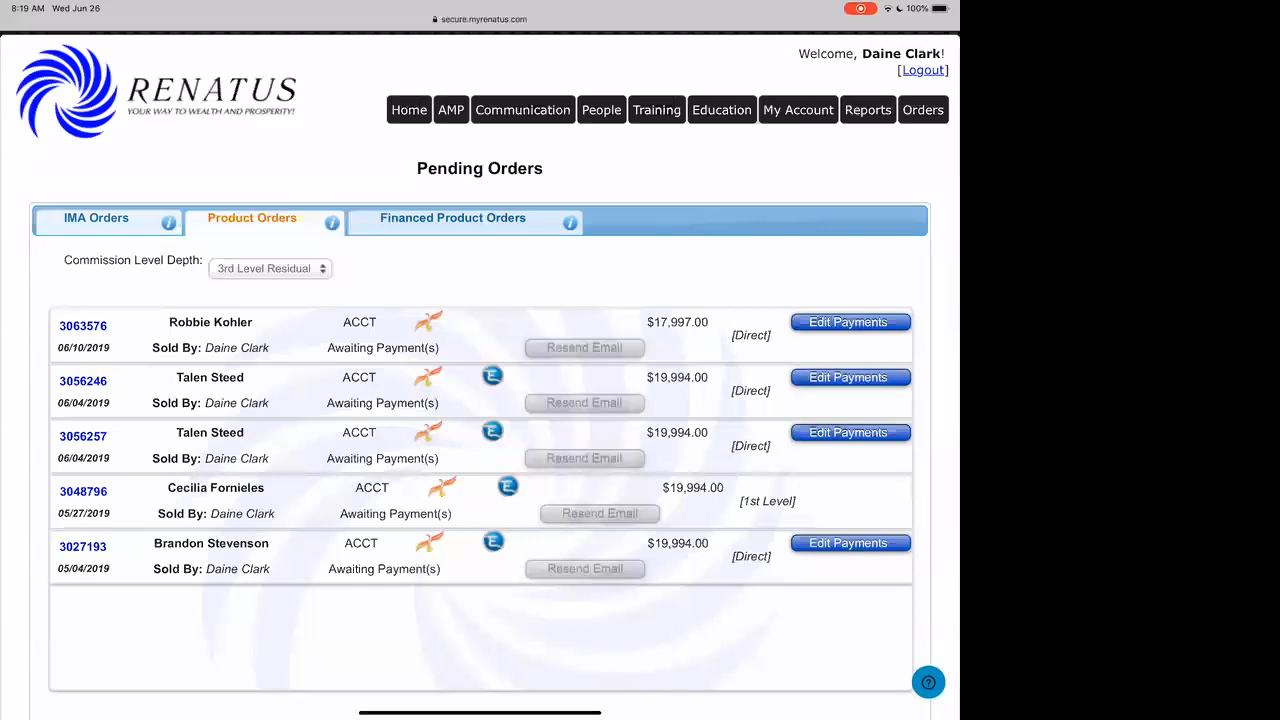 8:19 AM Wed Jun 26
100%
secure.myrenatus.com
Welcome, Daine Clark!
[Logout]
RENATUS
YOUR WAY TO WEALTH AND PROSPERITY!
Home AMP Communication People Training Education My Account Reports Orders
Pending Orders
IMA Orders Product Orders Financed Product Orders
Commission Level Depth: 3rd Level Residual
3063576 Robbie Kohler ACCT $17,997.00 [Direct] Edit Payments
06/10/2019 Sold By: Daine Clark Awaiting Payment(s) Resend Email
3056246 Talen Steed ACCT $19,994.00 [Direct] Edit Payments
06/04/2019 Sold By: Daine Clark Awaiting Payment(s) Resend Email
3056257 Talen Steed ACCT $19,994.00 [Direct] Edit Payments
06/04/2019 Sold By: Daine Clark Awaiting Payment(s) Resend Email
3048796 Cecilia Fornieles ACCT $19,994.00 [1st Level]
05/27/2019 Sold By: Daine Clark Awaiting Payment(s) Resend Email
3027193 Brandon Stevenson ACCT $19,994.00 [Direct] Edit Payments
05/04/2019 Sold By: Daine Clark Awaiting Payment(s) Resend Email